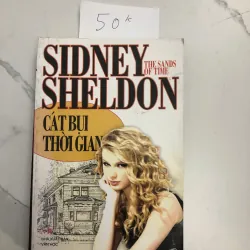 50k
SIDNEY
THE SANDS
OF TIME
SHELDON
CÁT BỤI
THỜI GIAN